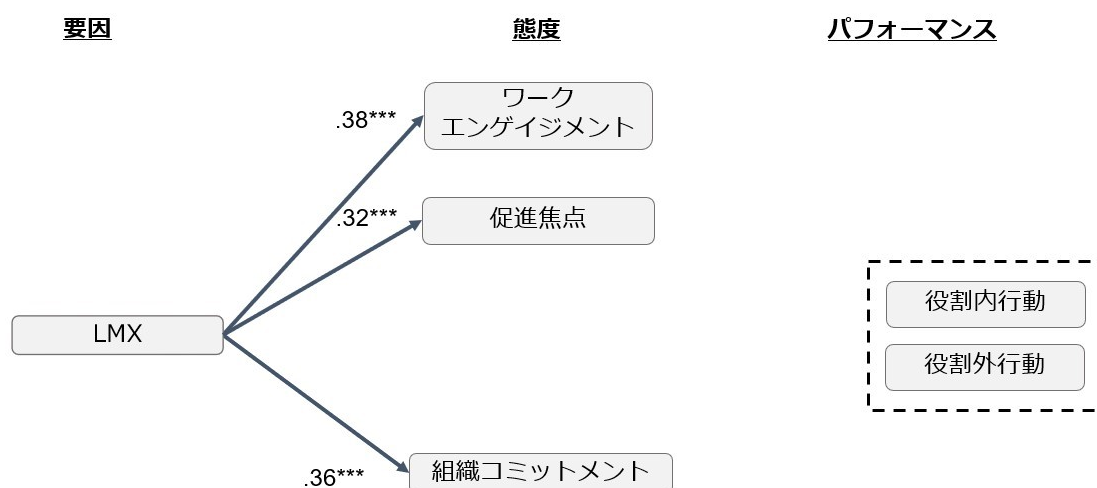 要因
態度
パフォーマンス
.38***
ワーク
エンゲイジメント
.32***
促進焦点
役割内行動
LMX
役割外行動
.36***
組織コミットメント